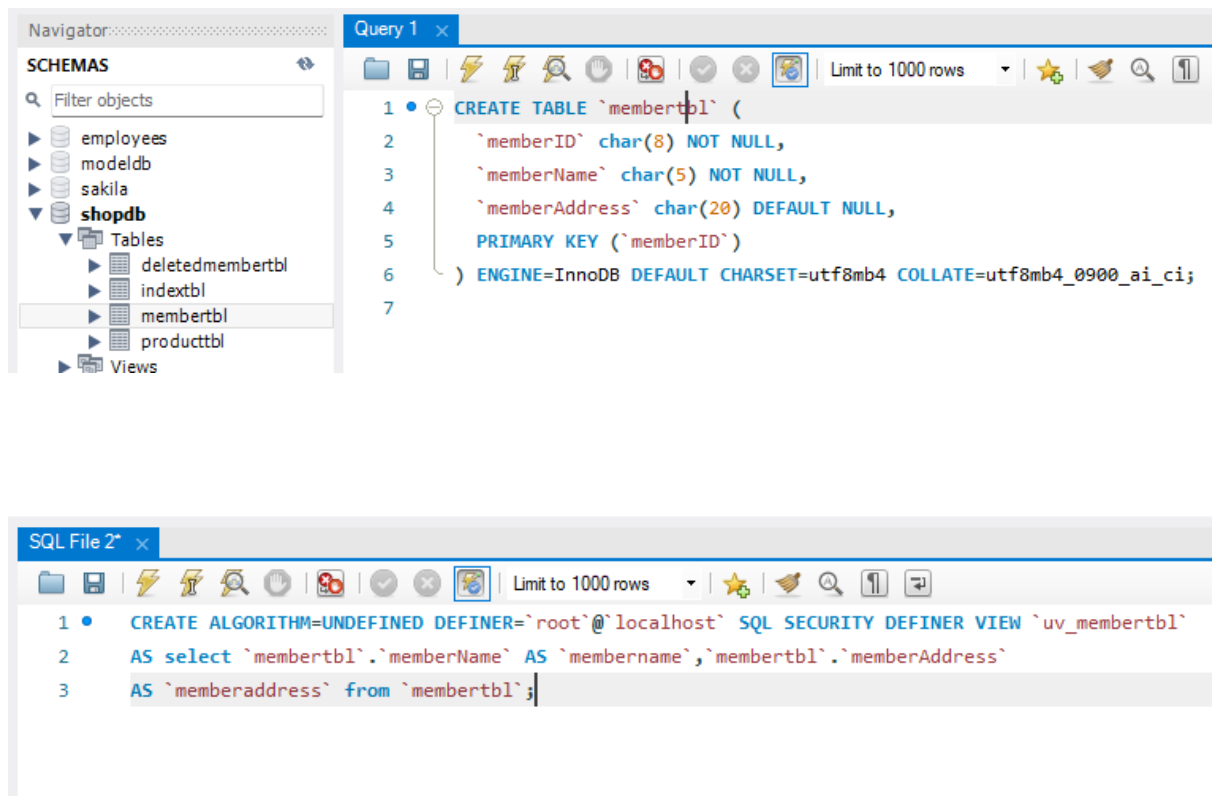 Navigator
SCHEMAS
Filter objects
employees
modeldb
sakila
shopdb
Tables
deletedmembertbl
indextbl
membertbl
producttbl
Views
Query 1
Limit to 1000 rows
1 CREATE TABLE `membertbl` (
2 `memberID` char(8) NOT NULL,
3 `memberName` char(5) NOT NULL,
4 `memberAddress` char(20) DEFAULT NULL,
5 PRIMARY KEY (`memberID`)
6 ) ENGINE=InnoDB DEFAULT CHARSET=utf8mb4 COLLATE=utf8mb4_0900_ai_ci;
7
SQL File 2*
Limit to 1000 rows
1 CREATE ALGORITHM=UNDEFINED DEFINER=`root`@`localhost` SQL SECURITY DEFINER VIEW `uv_membertbl`
2 AS select `membertbl`.`memberName` AS `membername`,`membertbl`.`memberAddress`
3 AS `memberaddress` from `membertbl`;